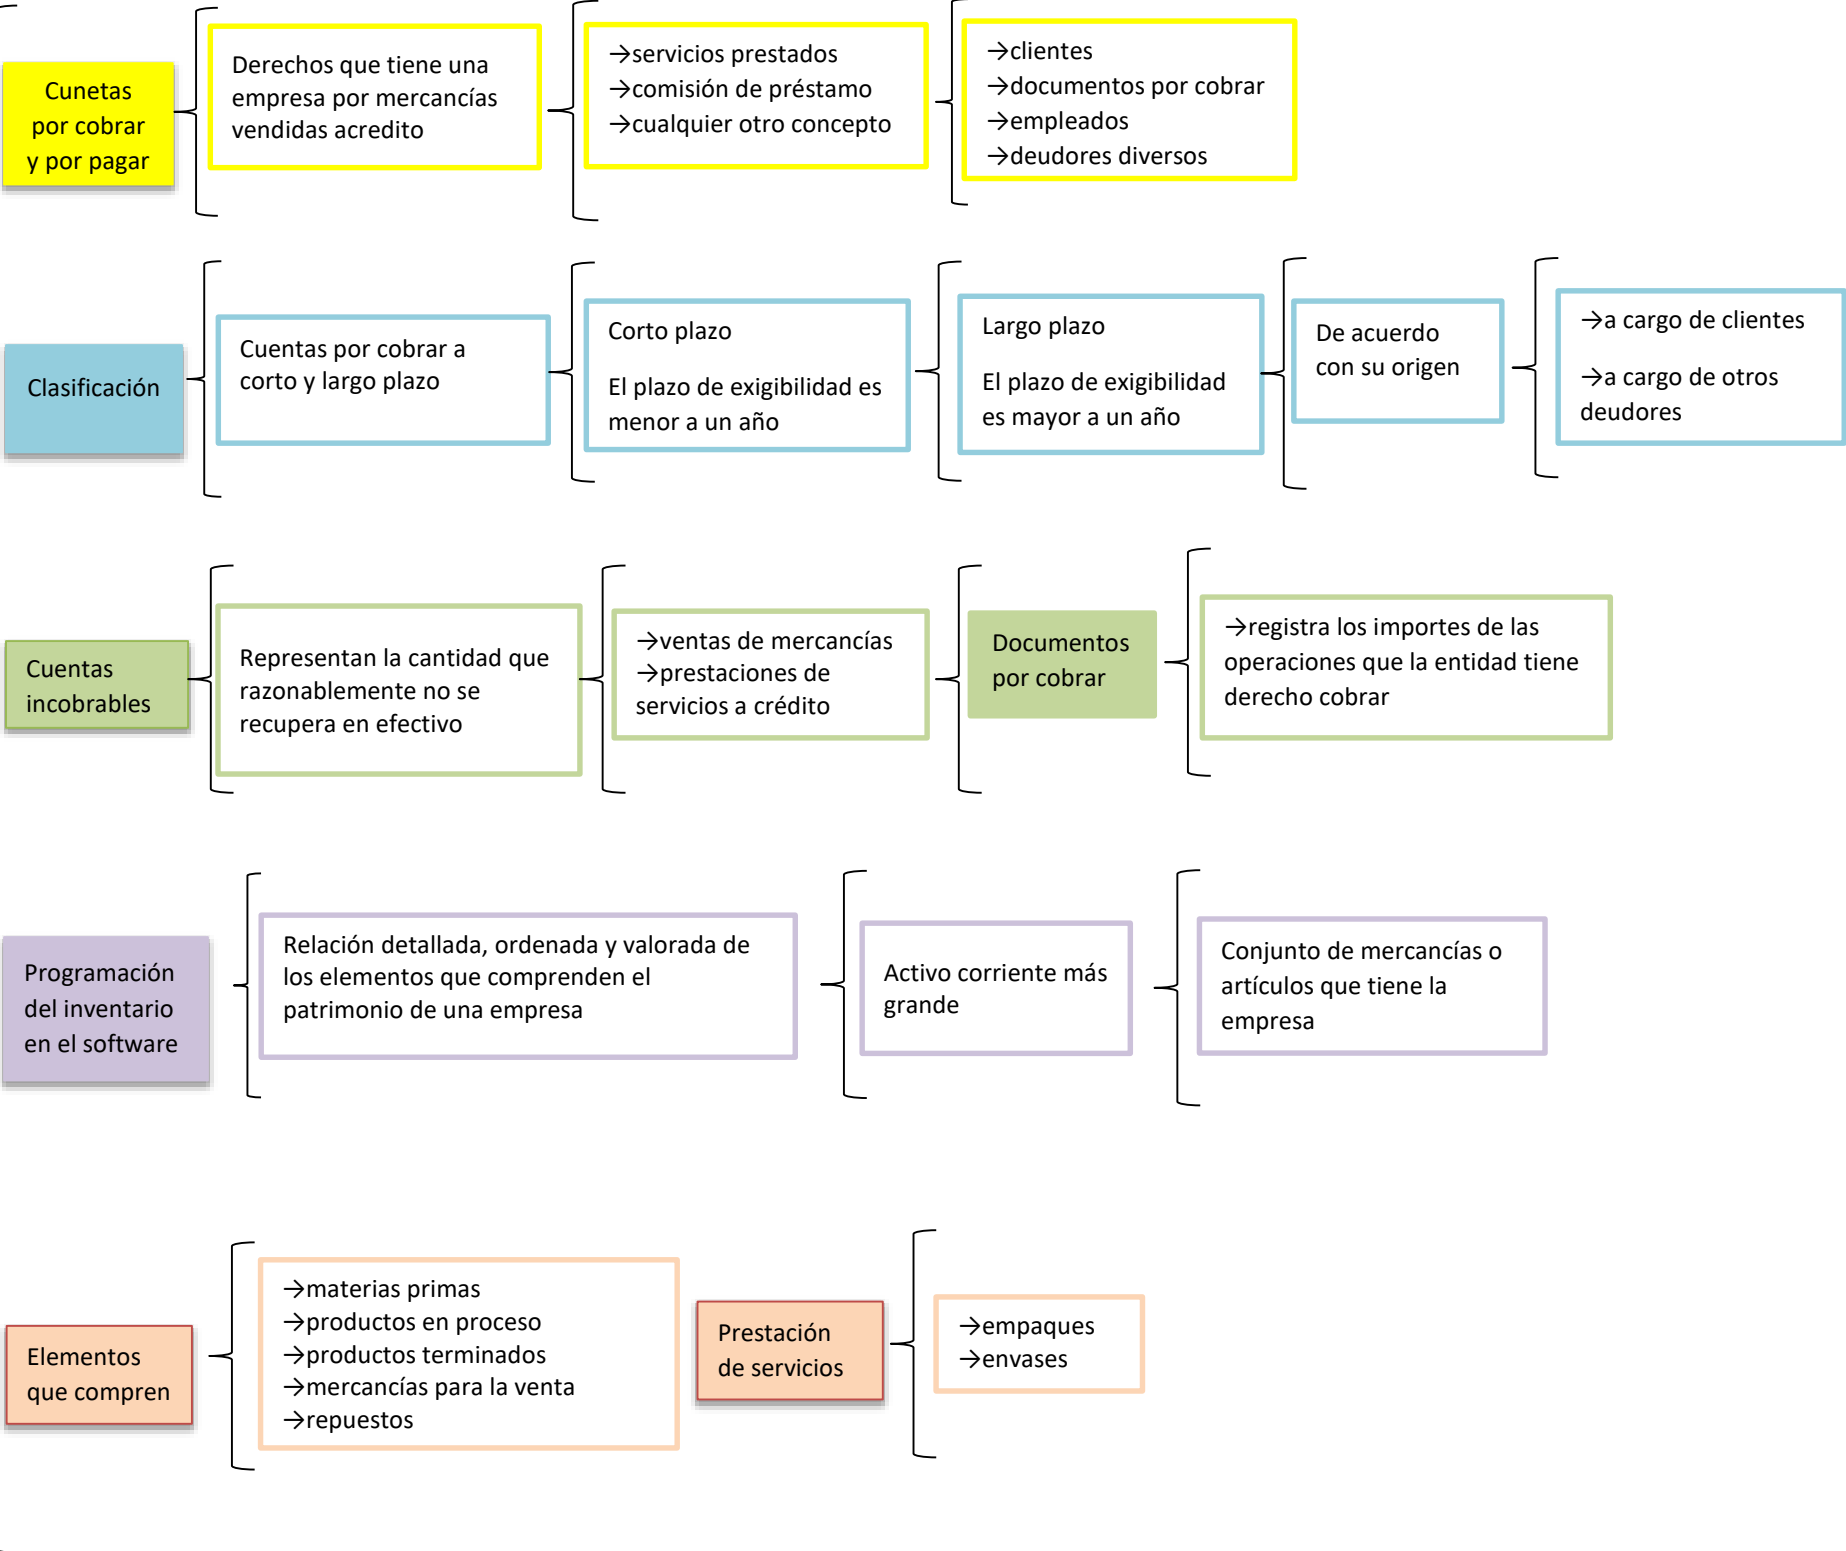 Cunetas
por cobrar
y por pagar
Derechos que tiene una
empresa por mercancías
vendidas acredito
→servicios prestados
→comisión de préstamo
→cualquier otro concepto
→clientes
→documentos por cobrar
→empleados
→deudores diversos
Clasificación
Cuentas por cobrar a
corto y largo plazo
Corto plazo
El plazo de exigibilidad es
menor a un año
Largo plazo
El plazo de exigibilidad
es mayor a un año
De acuerdo
con su origen
→a cargo de clientes
→a cargo de otros
deudores
Cuentas
incobrables
Representan la cantidad que
razonablemente no se
recupera en efectivo
→ventas de mercancías
→prestaciones de
servicios a crédito
Documentos
por cobrar
→registra los importes de las
operaciones que la entidad tiene
derecho cobrar
Programación
del inventario
en el software
Relación detallada, ordenada y valorada de
los elementos que comprenden el
patrimonio de una empresa
Activo corriente más
grande
Conjunto de mercancías o
artículos que tiene la
empresa
Elementos
que compren
→materias primas
→productos en proceso
→productos terminados
→mercancías para la venta
→repuestos
Prestación
de servicios
→empaques
→envases